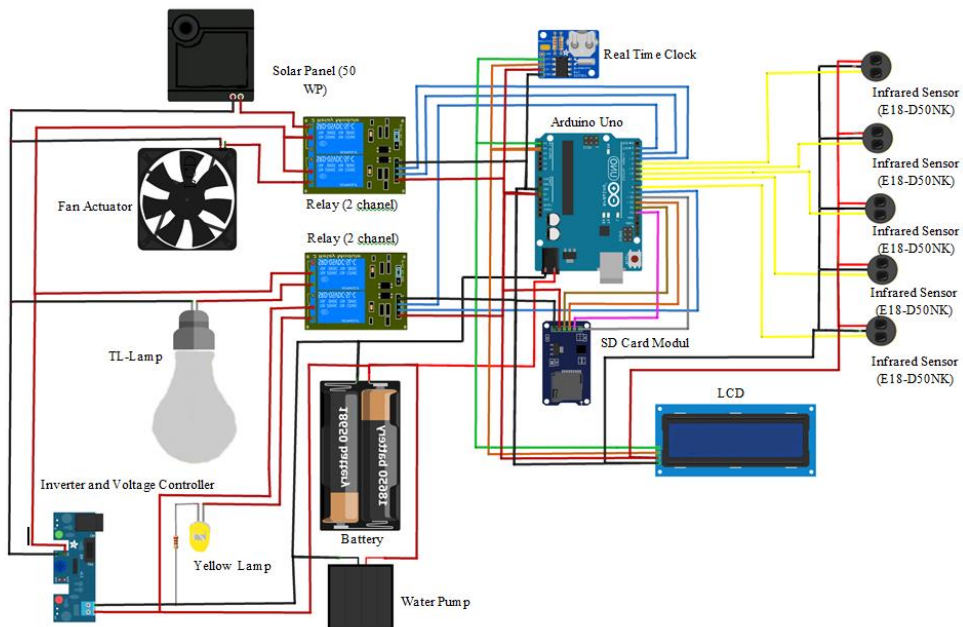 Real Time Clock
Solar Panel (50
WP)
Infrared Sensor
(E18-D50NK)
Arduino Uno
Infrared Sensor
(E18-D50NK)
Fan Actuator
Relay (2 chanel)
Infrared Sensor
(E18-D50NK)
Relay (2 chanel)
Infrared Sensor
(E18-D50NK)
SD Card Modul
TL-Lamp
Infrared Sensor
(E18-D50NK)
LCD
18650 battery
18650 battery
Inverter and Voltage Controller
Battery
Yellow Lamp
Water Pump